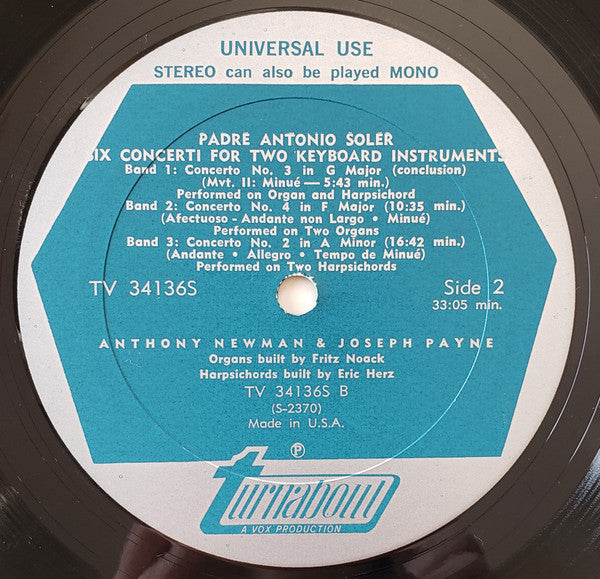 UNIVERSAL USE
STEREO can also be played MONO
PADRE ANTONIO SOLER
SIX CONCERTI FOR TWO KEYBOARD INSTRUMENTS
Band 1: Concerto No. 3 in G Major (conclusion)
(Mvt. II: Minué — 5:43 min.)
Performed on Organ and Harpsichord
Band 2: Concerto No. 4 in F Major (10:35 min.)
(Afectuoso - Andante non Largo • Minué)
Performed on Two Organs
Band 3: Concerto No. 2 in A Minor (16:42 min.)
(Andante • Allegro • Tempo de Minué)
Performed on Two Harpsichords
TV 34136S Side 2
33:05 min.
ANTHONY NEWMAN & JOSEPH PAYNE
Organs built by Fritz Noack
Harpsichords built by Eric Herz
TV 34136S B
(S-2370)
Made in U.S.A.
℗
turnabout
A VOX PRODUCTION